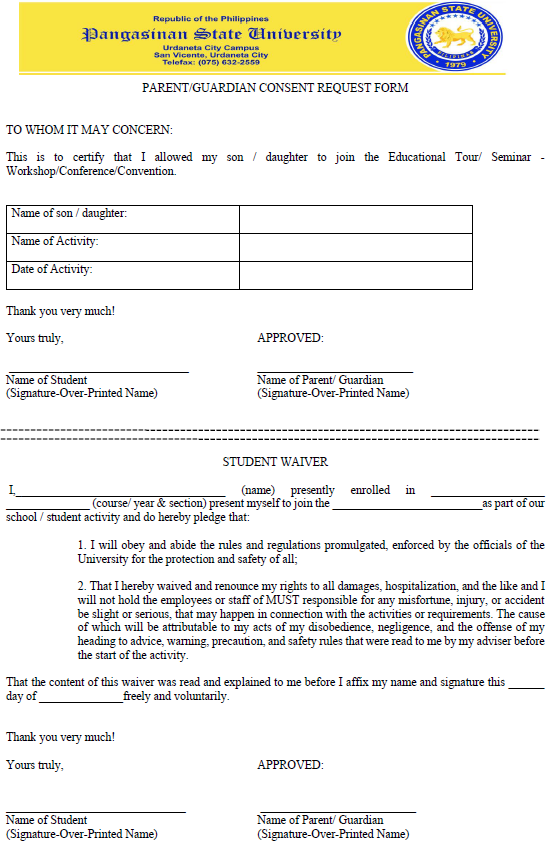 Republic of the Philippines
Pangasinan State University
Urdaneta City Campus
San Vicente, Urdaneta City
Telefax: (075) 632-2559
PANGASINAN STATE UNIVERSITY
1979
PARENT/GUARDIAN CONSENT REQUEST FORM
TO WHOM IT MAY CONCERN:
This is to certify that I allowed my son / daughter to join the Educational Tour/ Seminar -
Workshop/Conference/Convention.
Name of son / daughter:
Name of Activity:
Date of Activity:
Thank you very much!
Yours truly, APPROVED:
Name of Student Name of Parent/ Guardian
(Signature-Over-Printed Name) (Signature-Over-Printed Name)
STUDENT WAIVER
I,____________________ (name) presently enrolled in ____________________
____________________ (course/ year & section) present myself to join the ____________________as part of our
school / student activity and do hereby pledge that:
1. I will obey and abide the rules and regulations promulgated, enforced by the officials of the
University for the protection and safety of all;
2. That I hereby waived and renounce my rights to all damages, hospitalization, and the like and I
will not hold the employees or staff of MUST responsible for any misfortune, injury, or accident
be slight or serious, that may happen in connection with the activities or requirements. The cause
of which will be attributable to my acts of my disobedience, negligence, and the offense of my
heading to advice, warning, precaution, and safety rules that were read to me by my adviser before
the start of the activity.
That the content of this waiver was read and explained to me before I affix my name and signature this ______
day of _______________freely and voluntarily.
Thank you very much!
Yours truly, APPROVED:
Name of Student Name of Parent/ Guardian
(Signature-Over-Printed Name) (Signature-Over-Printed Name)